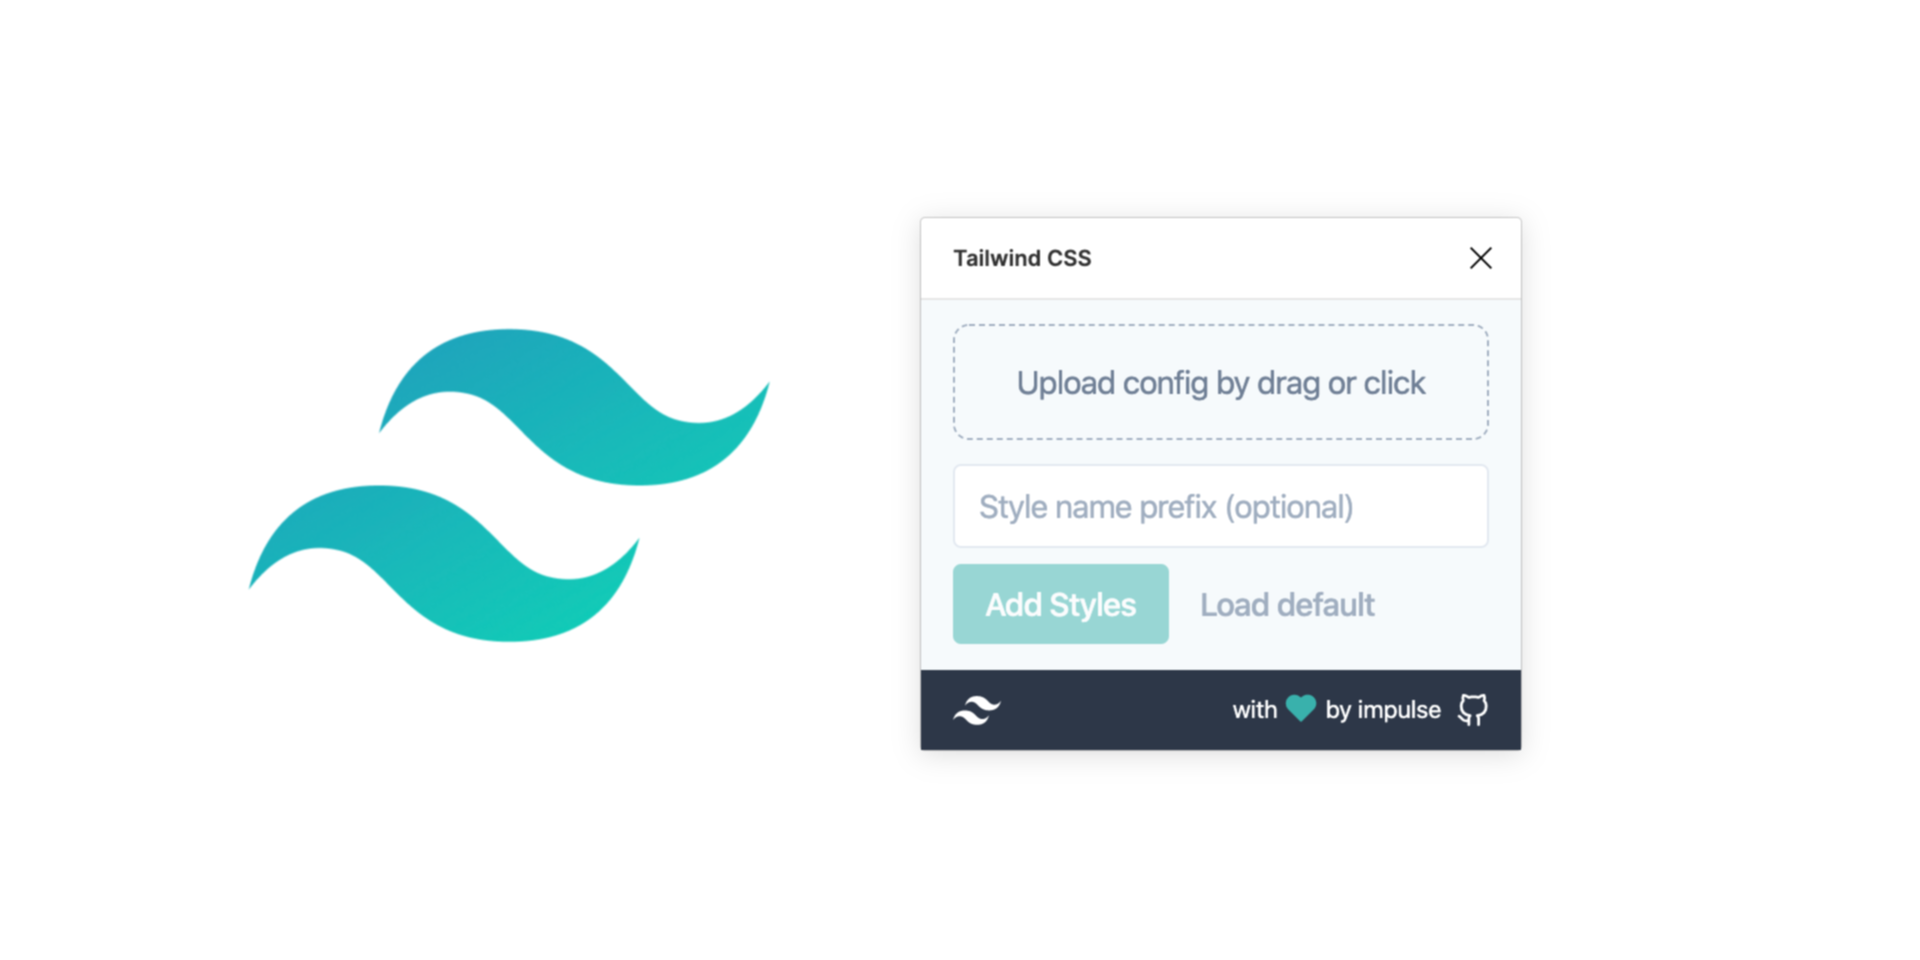 Tailwind CSS
Upload config by drag or click
Style name prefix (optional)
Add Styles
Load default
with by impulse